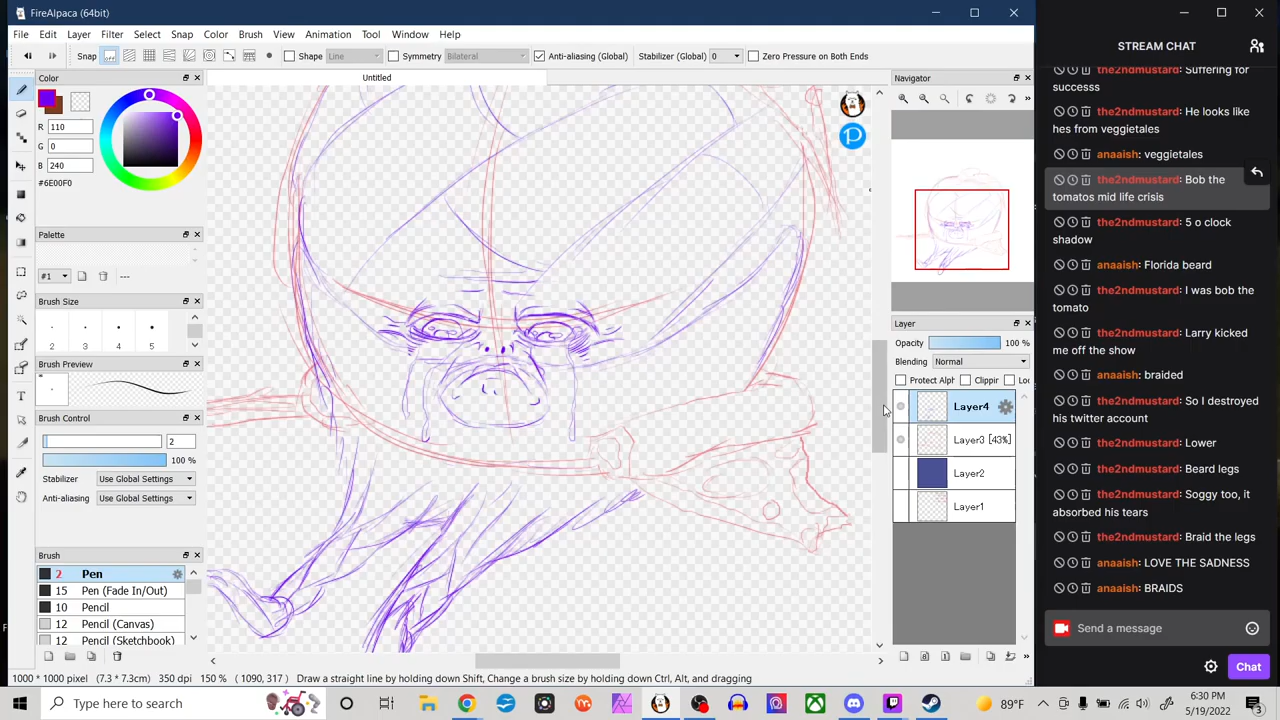 FireAlpaca (64bit)
File Edit Layer Filter Select Snap Color Brush View Animation Tool Window Help
Snap Shape Line Symmetry Bilateral Anti-aliasing (Global) Stabilizer (Global) 0 Zero Pressure on Both Ends
Color
R 110
G 0
B 240
#6E00F0
Palette
#1 ---
Brush Size
2 3 4 5
Brush Preview
Brush Control
2
100 %
Stabilizer Use Global Settings
Anti-aliasing Use Global Settings
Brush
2 Pen
15 Pen (Fade In/Out)
10 Pencil
12 Pencil (Canvas)
12 Pencil (Sketchbook)
Untitled
Navigator
Layer
Opacity 100 %
Blending Normal
Protect Alph Clippin Loc
Layer4
Layer3 [43%]
Layer2
Layer1
1000 * 1000 pixel (7.3 * 7.3cm) 350 dpi 150 % ( 1090, 317 ) Draw a straight line by holding down Shift, Change a brush size by holding down Ctrl, Alt, and dragging
STREAM CHAT
Suffering for
successs
the2ndmustard: He looks like
hes from veggietales
anaaish: veggietales
the2ndmustard: Bob the
tomatos mid life crisis
the2ndmustard: 5 o clock
shadow
anaaish: Florida beard
the2ndmustard: I was bob the
tomato
the2ndmustard: Larry kicked
me off the show
anaaish: braided
the2ndmustard: So I destroyed
his twitter account
the2ndmustard: Lower
the2ndmustard: Beard legs
the2ndmustard: Soggy too, it
absorbed his tears
the2ndmustard: Braid the legs
anaaish: LOVE THE SADNESS
anaaish: BRAIDS
Send a message
Chat
Type here to search
89°F
6:30 PM
5/19/2022
3